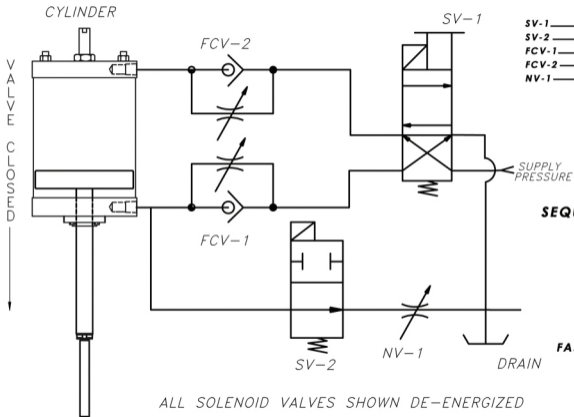 CYLINDER
SV-1
SV-1
SV-2
FCV-1
FCV-2
NV-1
FCV-2
VALVE CLOSED
SUPPLY
PRESSURE
FCV-1
SV-2
NV-1
DRAIN
ALL SOLENOID VALVES SHOWN DE-ENERGIZED